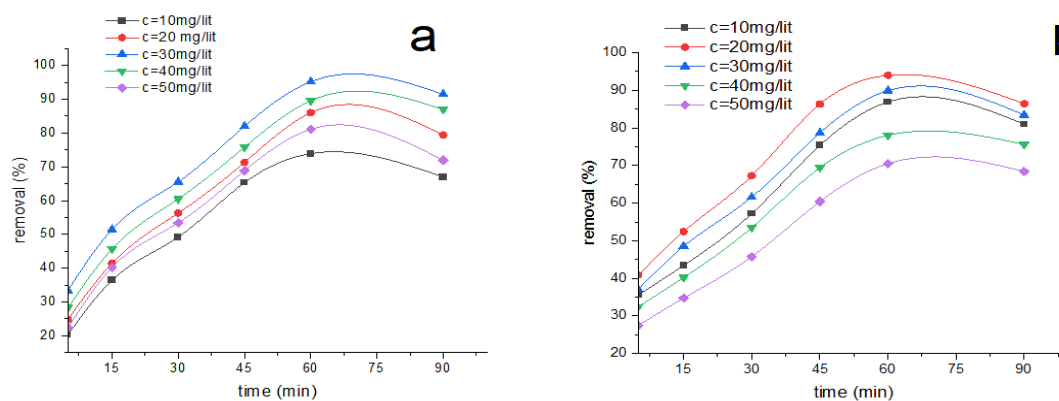 c=10mg/lit
c=20 mg/lit
c=30mg/lit
c=40mg/lit
c=50mg/lit
a
100
90
80
70
60
50
40
30
20
removal (%)
15 30 45 60 75 90
time (min)
c=10mg/lit
c=20mg/lit
c=30mg/lit
c=40mg/lit
c=50mg/lit
100
90
80
70
60
50
40
30
20
removal (%)
15 30 45 60 75 90
time (min)